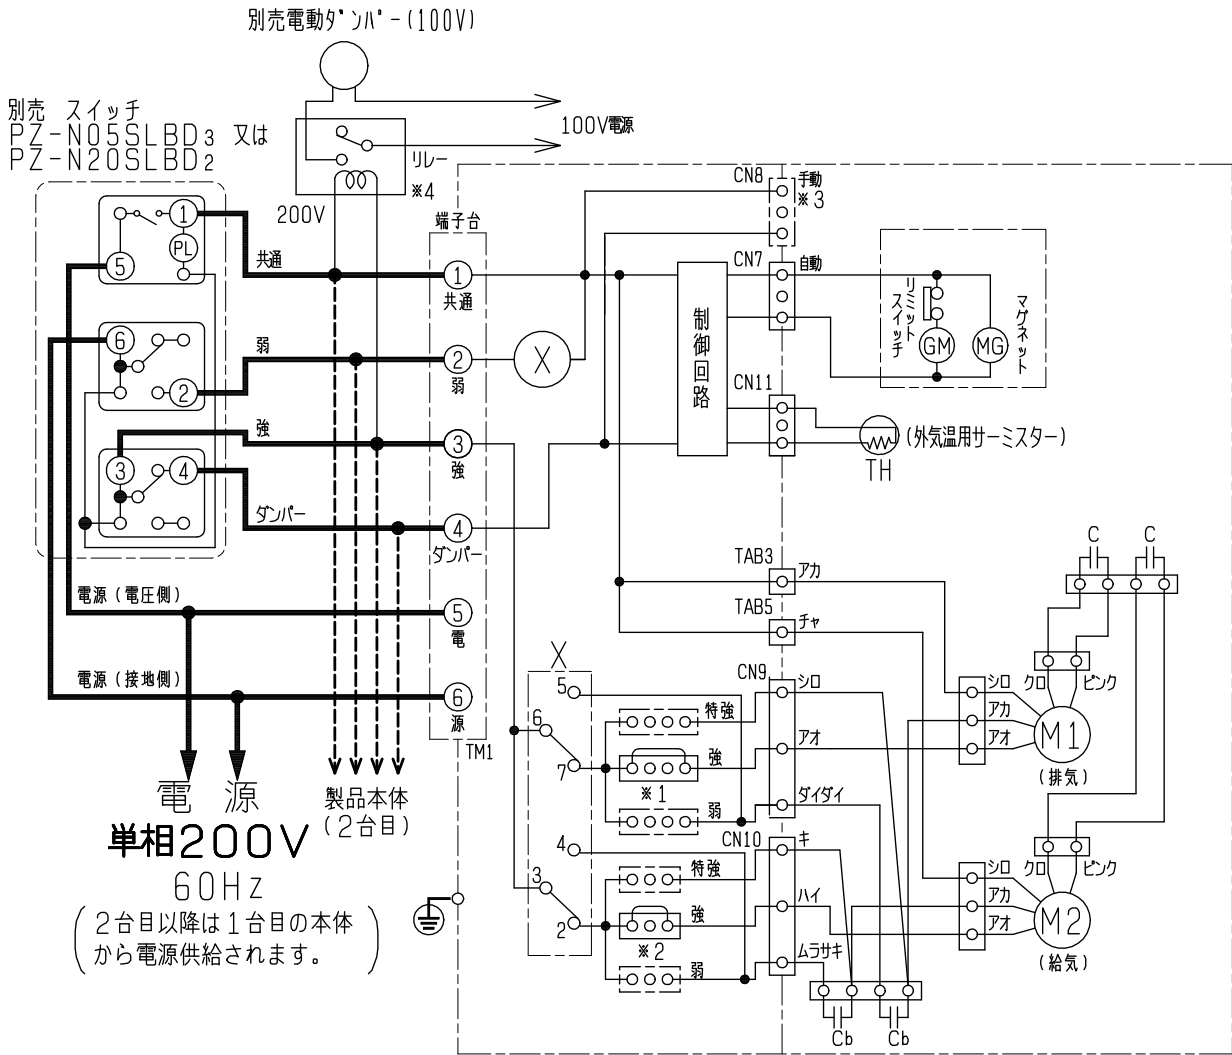 別売電動ダンパー(100V)
別売 スイッチ
PZ-N05SLBD3 又は
PZ-N20SLBD2
100V電源
リレー
※4
200V
端子台
CN8
手動
※3
CN7
自動
1
PL
5
共通
1
共通
制御回路
リミットスイッチ
GM
MG
マグネット
6
弱
2
2
弱
X
CN11
強
3
4
3
強
(外気温用サーミスター)
TH
ダンパー
4
ダンパー
TAB3
アカ
C
C
電源(電圧側)
5
電
TAB5
チャ
電源(接地側)
6
源
TM1
X
5
6
7
4
3
2
CN9
シロ
特強
アオ
強
※1
ダイダイ
弱
CN10
キ
特強
ハイ
強
※2
ムラサキ
弱
クロ
ピンク
シロ
アカ
アオ
M1
(排気)
クロ
ピンク
シロ
アカ
アオ
M2
(給気)
Cb
Cb
電 源
製品本体
(2台目)
単相200V
60Hz
(2台目以降は1台目の本体
から電源供給されます。)